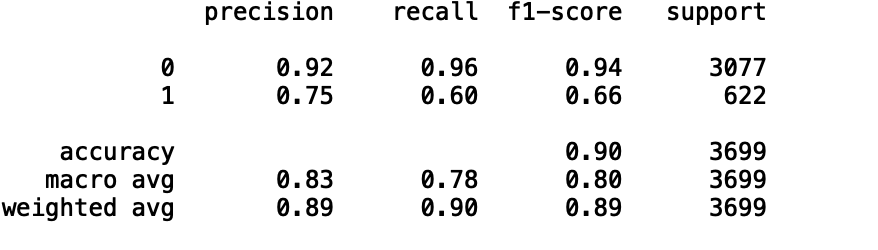 precision recall f1-score support
0 0.92 0.96 0.94 3077
1 0.75 0.60 0.66 622
accuracy 0.90 3699
macro avg 0.83 0.78 0.80 3699
weighted avg 0.89 0.90 0.89 3699